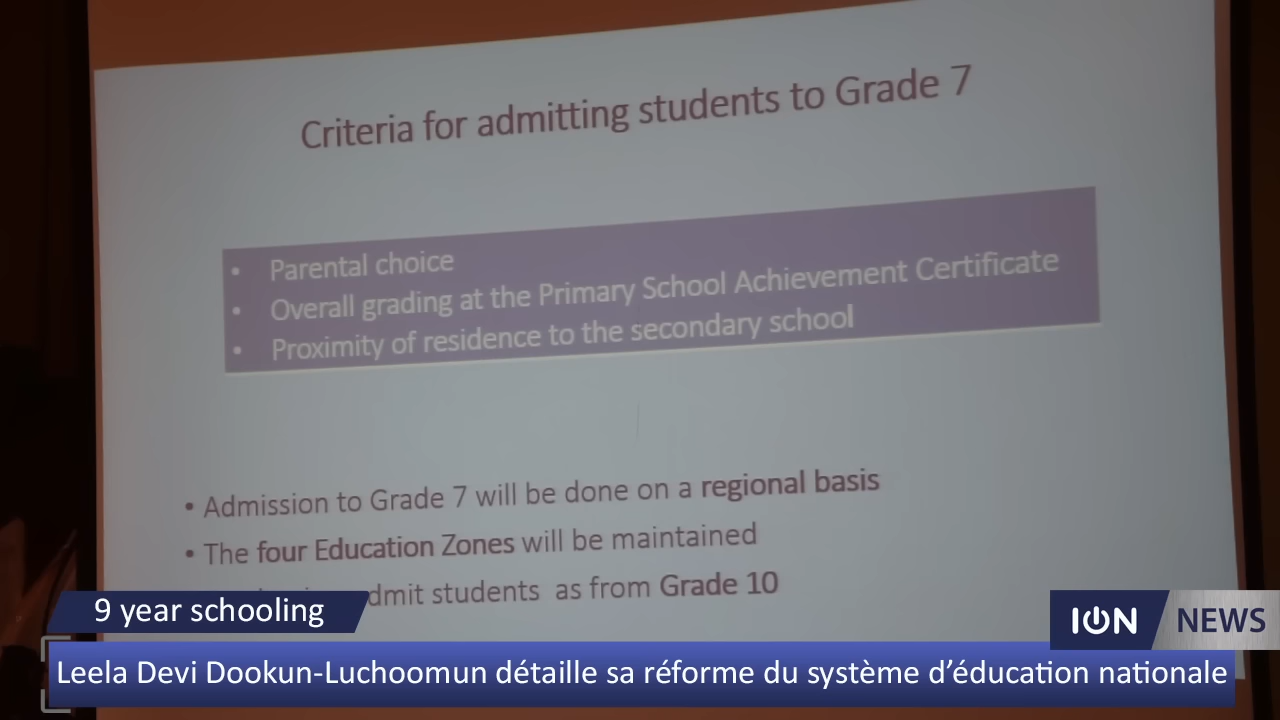 Criteria for admitting students to Grade 7
• Parental choice
• Overall grading at the Primary School Achievement Certificate
• Proximity of residence to the secondary school
• Admission to Grade 7 will be done on a regional basis
• The four Education Zones will be maintained
students as from Grade 10
9 year schooling
ION NEWS
Leela Devi Dookun-Luchoomun détaille sa réforme du système d’éducation nationale